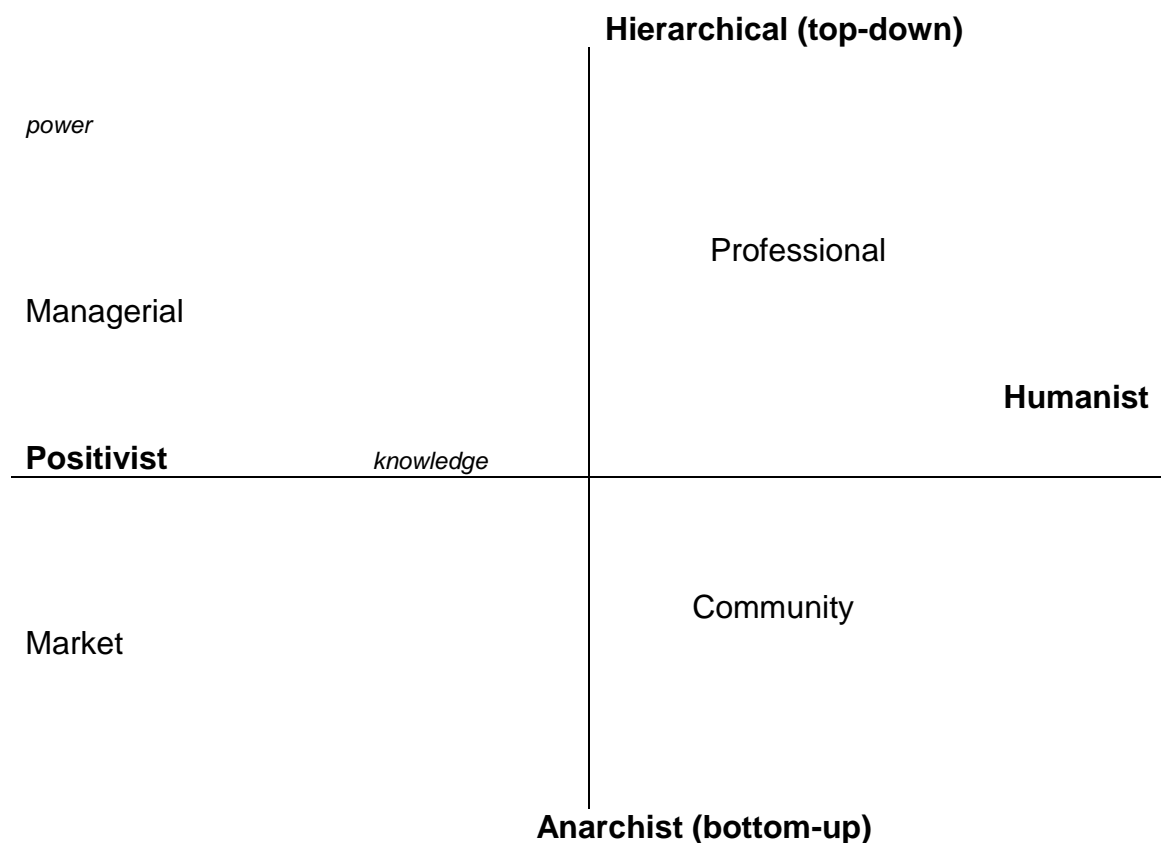 Hierarchical (top-down)
power
Professional
Managerial
Humanist
Positivist
knowledge
Community
Market
Anarchist (bottom-up)